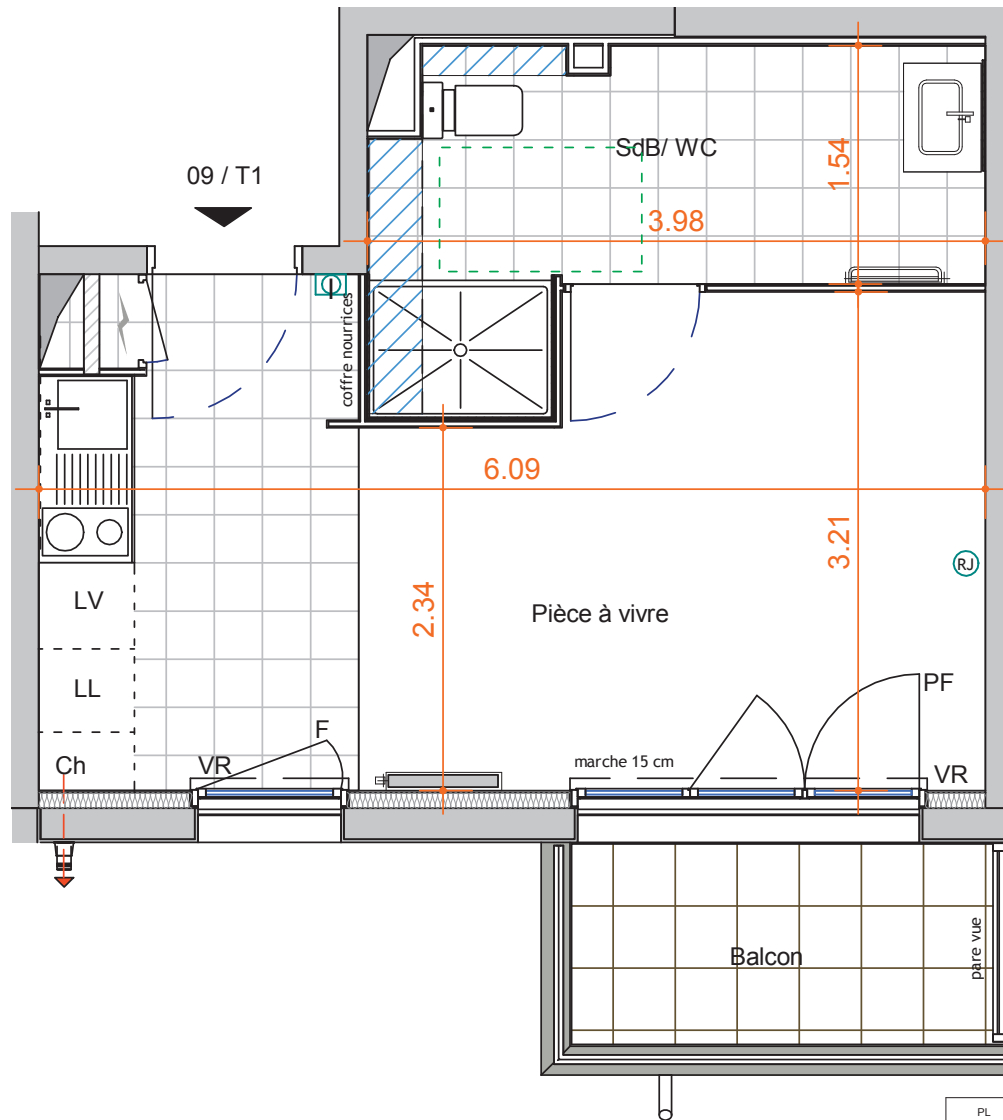 09 / T1
SdB/ WC
1.54
3.98
coffre nourrices
6.09
3.21
2.34
RJ
LV
Pièce à vivre
LL
PF
F
Ch
VR
marche 15 cm
VR
Balcon
pare vue
PL